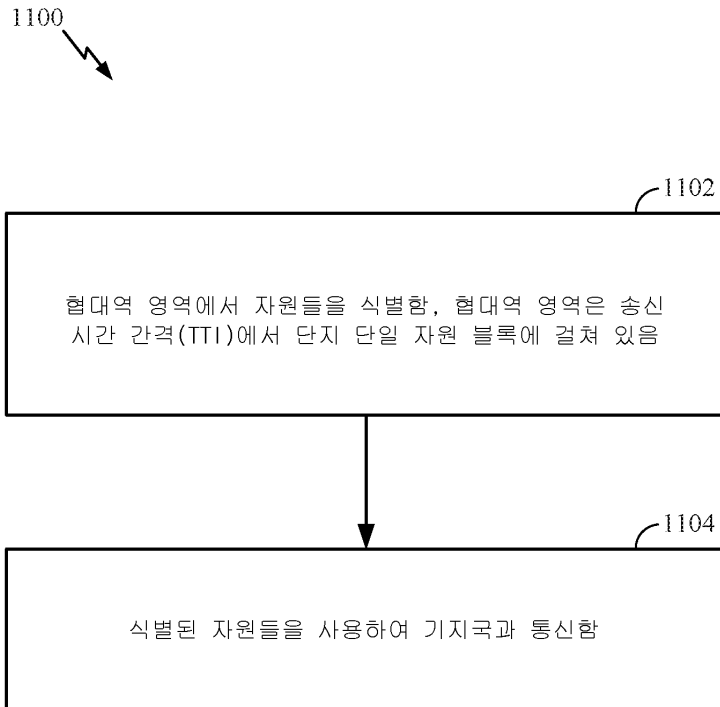 1100
1102
협대역 영역에서 자원들을 식별함, 협대역 영역은 송신
시간 간격(TTI)에서 단지 단일 자원 블록에 걸쳐 있음
1104
식별된 자원들을 사용하여 기지국과 통신함